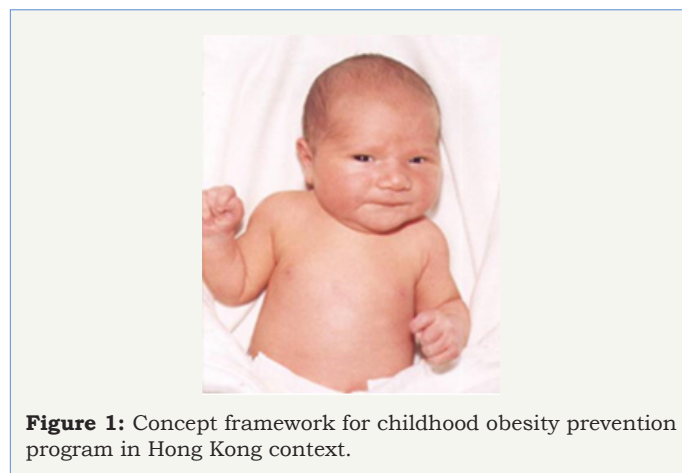 Figure 1: Concept framework for childhood obesity prevention
program in Hong Kong context.